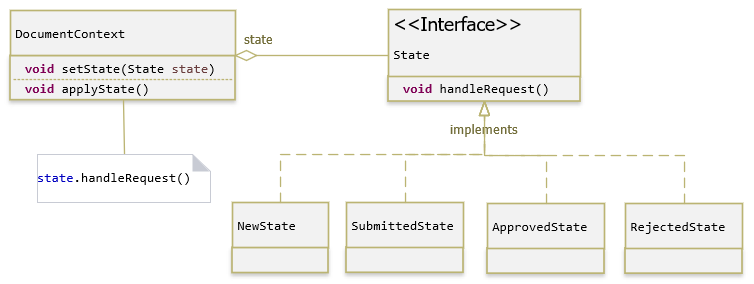 DocumentContext
void setState(State state)
void applyState()
state
<<Interface>>
State
void handleRequest()
implements
state.handleRequest()
NewState
SubmittedState
ApprovedState
RejectedState